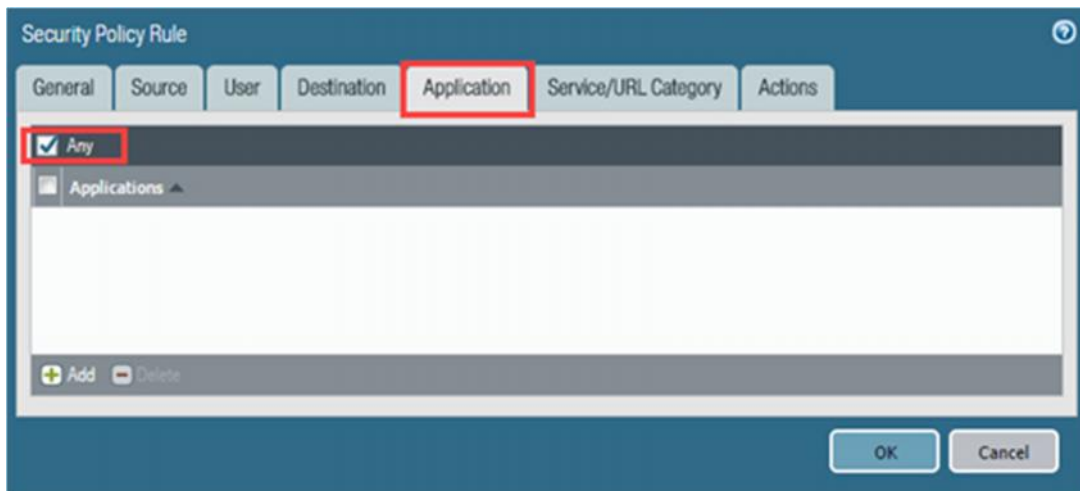 Security Policy Rule
General Source User Destination Application Service/URL Category Actions
Any
Applications
Add Delete
OK Cancel